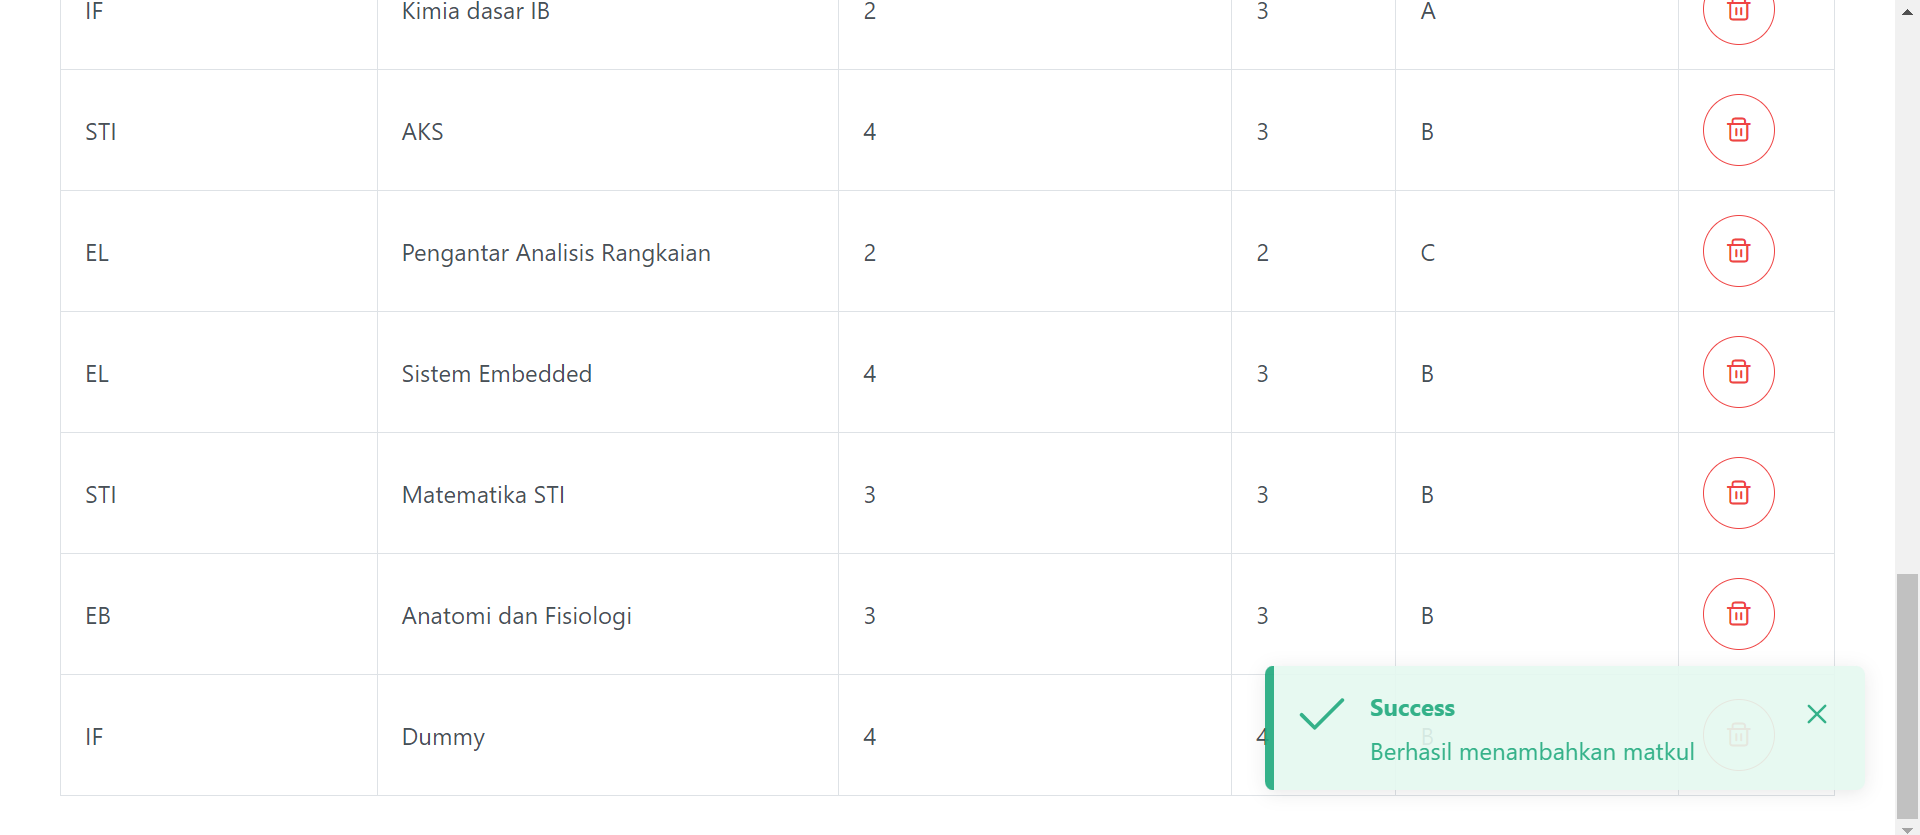 IF Kimia dasar IB 2 3 A
STI AKS 4 3 B
EL Pengantar Analisis Rangkaian 2 2 C
EL Sistem Embedded 4 3 B
STI Matematika STI 3 3 B
EB Anatomi dan Fisiologi 3 3 B
IF Dummy 4 4 B
Success
Berhasil menambahkan matkul